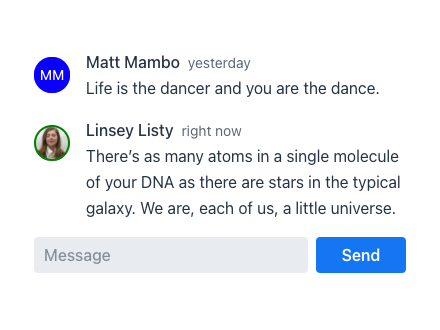 MM
Matt Mambo yesterday
Life is the dancer and you are the dance.
Linsey Listy right now
There’s as many atoms in a single molecule
of your DNA as there are stars in the typical
galaxy. We are, each of us, a little universe.
Message
Send